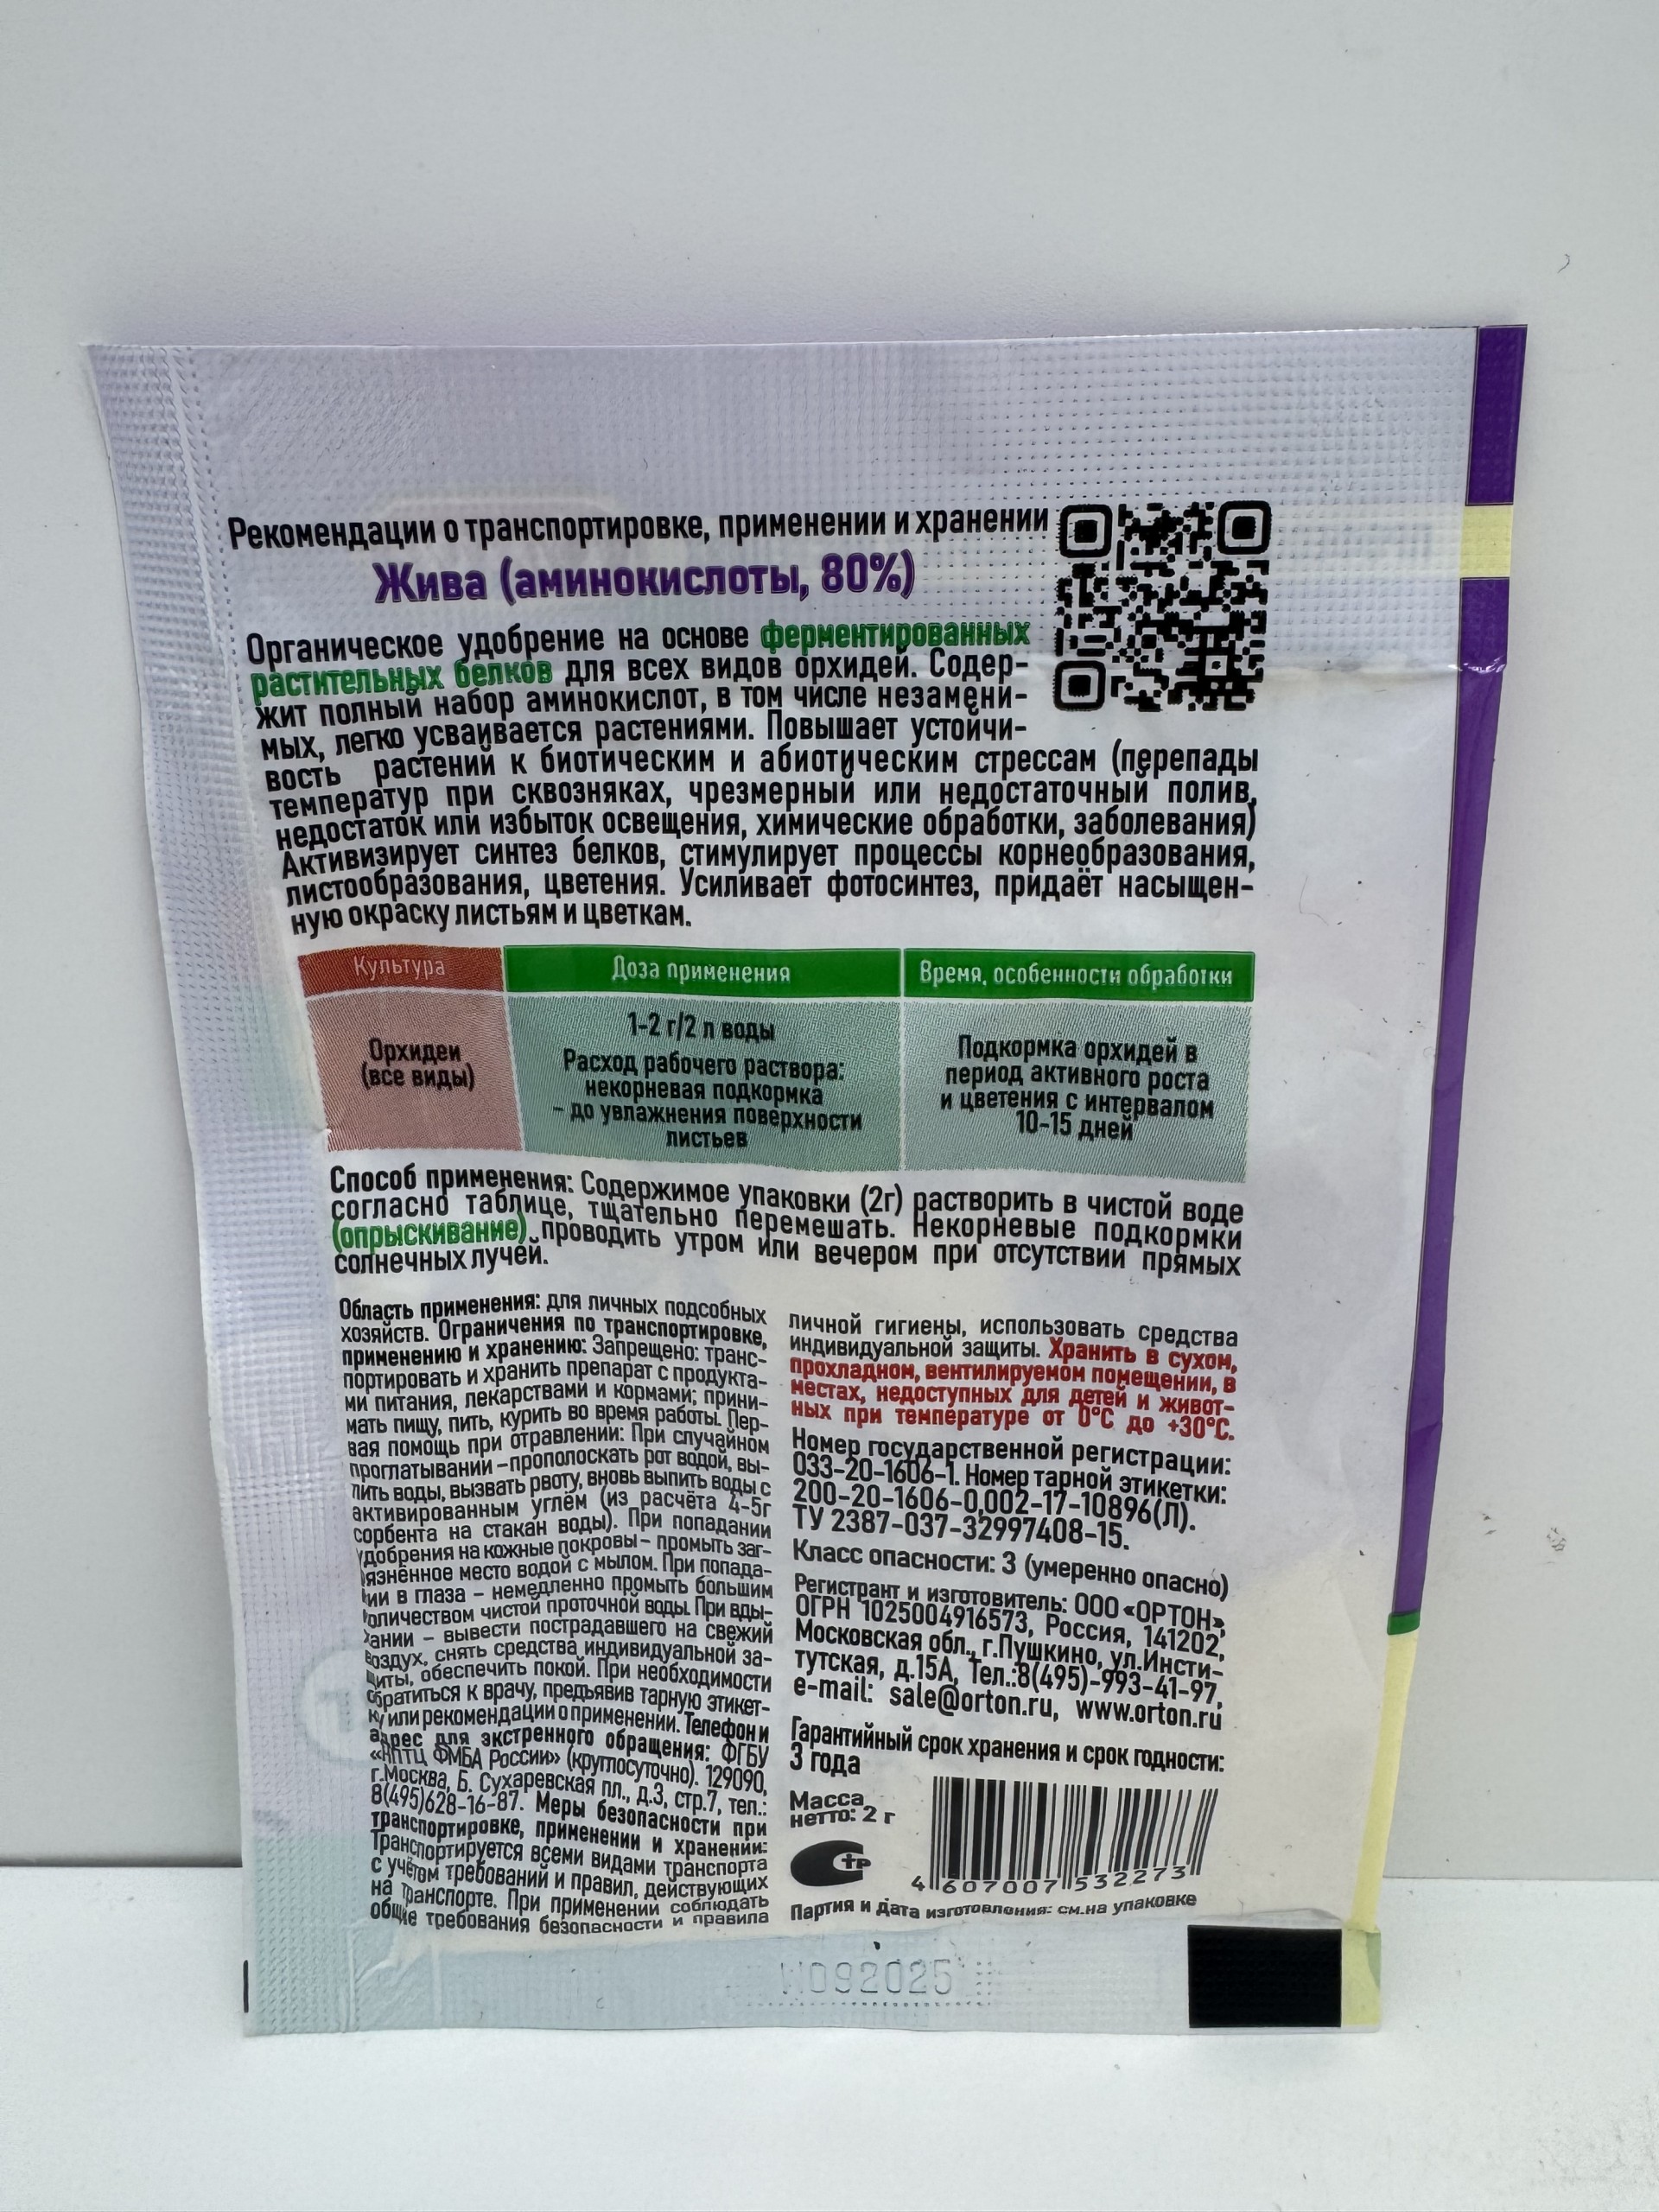 Рекомендации о транспортировке, применении и хранении
Жива (аминокислоты, 80%)
Органическое удобрение на основе ферментированных
растительных белков для всех видов орхидей. Содер-
жит полный набор аминокислот, в том числе незамени-
мых, легко усваивается растениями. Повышает устойчи-
вость растений к биотическим и абиотическим стрессам (перепады
температур при сквозняках, чрезмерный или недостаточный полив,
недостаток или избыток освещения, химические обработки, заболевания)
Активизирует синтез белков, стимулирует процессы корнеобразования,
листообразования, цветения. Усиливает фотосинтез, придаёт насыщен-
ную окраску листьям и цветкам.
Культура
Доза применения
Время, особенности обработки
Орхидеи
(все виды)
1-2 г/2 л воды
Расход рабочего раствора:
некорневая подкормка
- до увлажнения поверхности
листьев
Подкормка орхидей в
период активного роста
и цветения с интервалом
10-15 дней
Способ применения: Содержимое упаковки (2г) растворить в чистой воде
согласно таблице, тщательно перемешать. Некорневые подкормки
(опрыскивание) проводить утром или вечером при отсутствии прямых
солнечных лучей.
Область применения: для личных подсобных
хозяйств. Ограничения по транспортировке,
применению и хранению: Запрещено: транс-
портировать и хранить препарат с продукта-
ми питания, лекарствами и кормами; прини-
мать пищу, пить, курить во время работы. Пер-
вая помощь при отравлении: При случайном
проглатывании -прополоскать рот водой, вы-
пить воды, вызвать рвоту, вновь выпить воды с
активированным углём (из расчёта 4-5г
сорбента на стакан воды). При попадании
удобрения на кожные покровы- промыть заг-
рязнённое место водой с мылом. При попада-
нии в глаза - немедленно промыть большим
количеством чистой проточной воды. При вды-
хании - вывести пострадавшего на свежий
воздух, снять средства индивидуальной за-
щиты, обеспечить покой. При необходимости
обратиться к врачу, предъявив тарную этикет-
ку или рекомендации о применении. Телефон и
адрес для экстренного обращения: ФГБУ
«НПТЦ ФМБА России» (круглосуточно). 129090,
г.Москва, Б. Сухаревская пл., д.3, стр.7, тел.:
8(495)628-16-87. Меры безопасности при
транспортировке, применении и хранении:
Транспортируется всеми видами транспорта
с учётом требований и правил, действующих
на транспорте. При применении соблюдать
общие требования безопасности и правила
личной гигиены, использовать средства
индивидуальной защиты. Хранить в сухом,
прохладном, вентилируемом помещении, в
местах, недоступных для детей и живот-
ных при температуре от 0°С до +30°С.
Номер государственной регистрации:
033-20-1606-1. Номер тарной этикетки:
200-20-1606-0,002-17-10896(Л).
ТУ 2387-037-32997408-15.
Класс опасности: 3 (умеренно опасно)
Регистрант и изготовитель: ООО «ОРТОН»,
ОГРН 1025004916573, Россия, 141202,
Московская обл., г.Пушкино, ул.Инсти-
тутская, д.15А, Тел.:8(495)-993-41-97,
e-mail: sale@orton.ru, www.orton.ru
Гарантийный срок хранения и срок годности:
3 года
Масса
нетто: 2 г
4 607007 532273
Партия и дата изготовления: см.на упаковке
092025